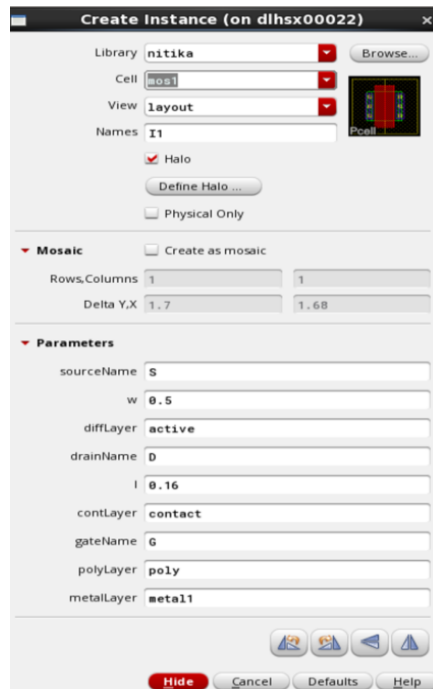 Create Instance (on dlhsx00022)
Library nitika Browse...
Cell mos1
View layout
Names I1
Pcell
Halo
Define Halo ...
Physical Only
Mosaic Create as mosaic
Rows,Columns 1 1
Delta Y,X 1.7 1.68
Parameters
sourceName S
w 0.5
diffLayer active
drainName D
l 0.16
contLayer contact
gateName G
polyLayer poly
metalLayer metal1
Hide Cancel Defaults Help